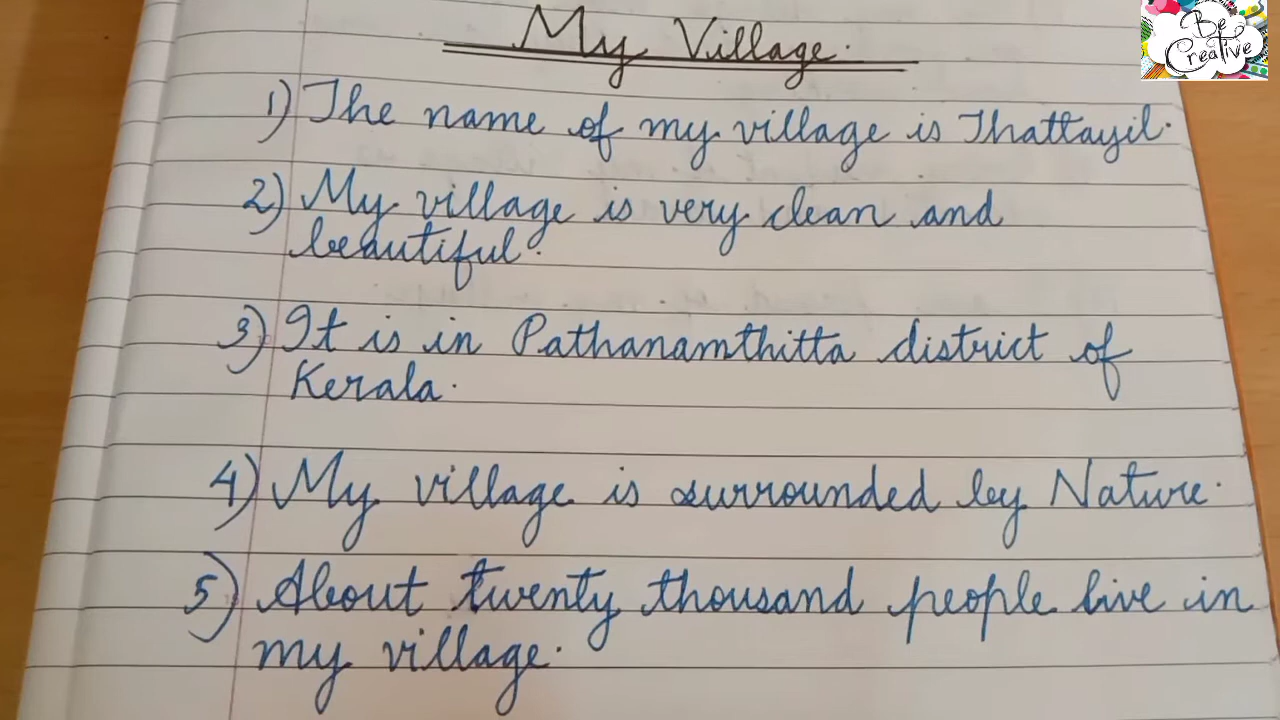 Be
Creative
My Village.
1) The name of my village is Thattayil.
2) My village is very clean and
beautiful.
3) It is in Pathanamthitta district of
Kerala.
4) My village is surrounded by Nature.
5) About twenty thousand people live in
my village.